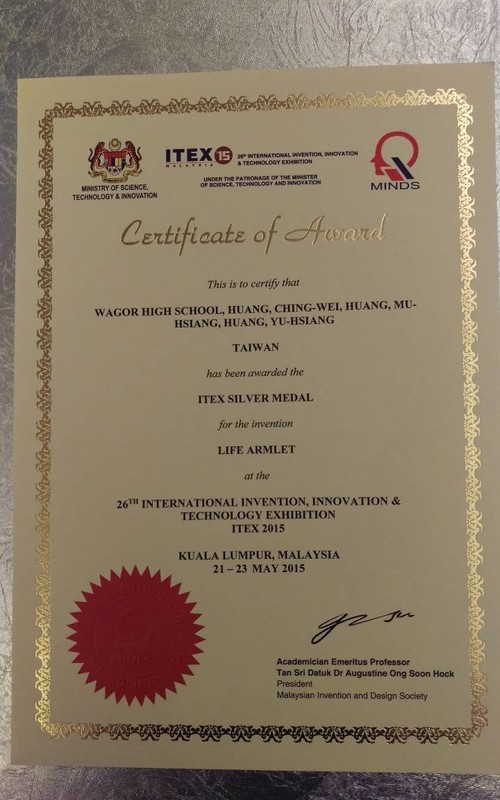 MINISTRY OF SCIENCE,
TECHNOLOGY & INNOVATION
ITEX 15
MALAYSIA
26th INTERNATIONAL INVENTION, INNOVATION
& TECHNOLOGY EXHIBITION
UNDER THE PATRONAGE OF THE MINISTER
OF SCIENCE, TECHNOLOGY AND INNOVATION
MINDS
Certificate of Award
This is to certify that
WAGOR HIGH SCHOOL, HUANG, CHING-WEI, HUANG, MU-
HSIANG, HUANG, YU-HSIANG
TAIWAN
has been awarded the
ITEX SILVER MEDAL
for the invention
LIFE ARMLET
at the
26TH INTERNATIONAL INVENTION, INNOVATION &
TECHNOLOGY EXHIBITION
ITEX 2015
KUALA LUMPUR, MALAYSIA
21 – 23 MAY 2015
Academician Emeritus Professor
Tan Sri Datuk Dr Augustine Ong Soon Hock
President
Malaysian Invention and Design Society